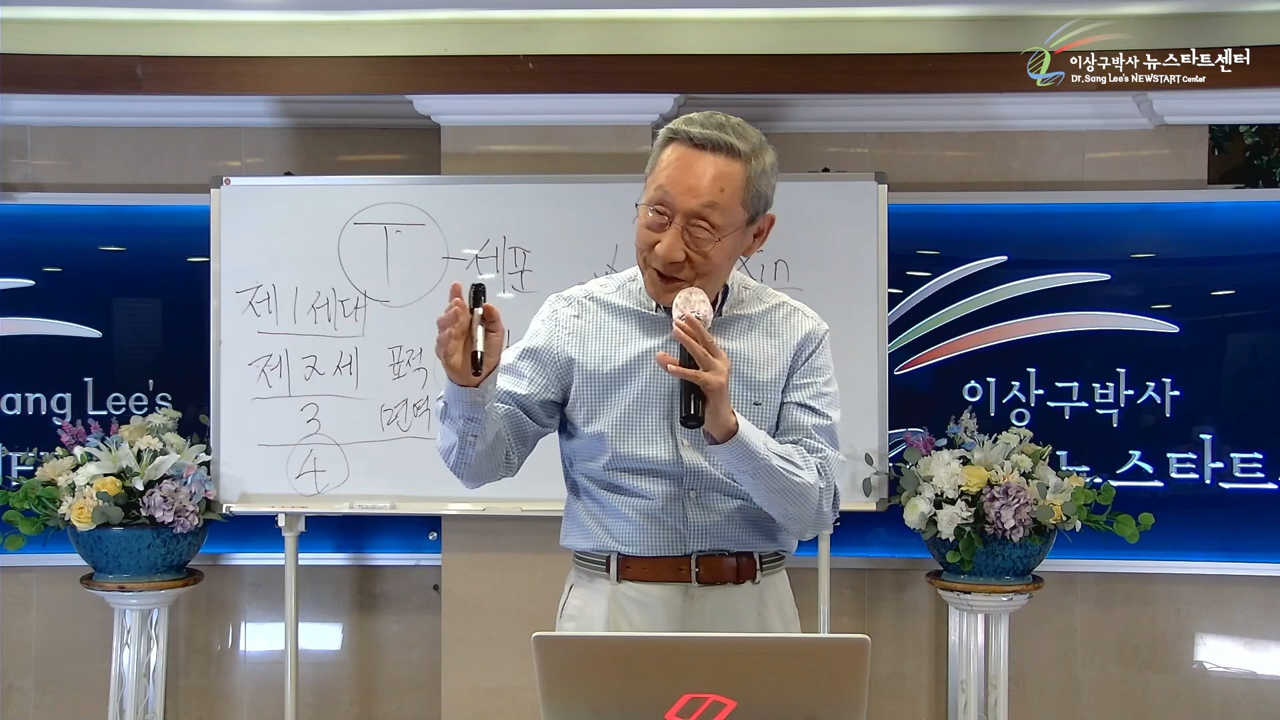 이상구박사 뉴스타트센터
Dr. Sang Lee's NEWSTART Center
T - 세포
제1세대
제2세 표적
3 면역
4
ang Lee's
이상구박사
뉴스타트